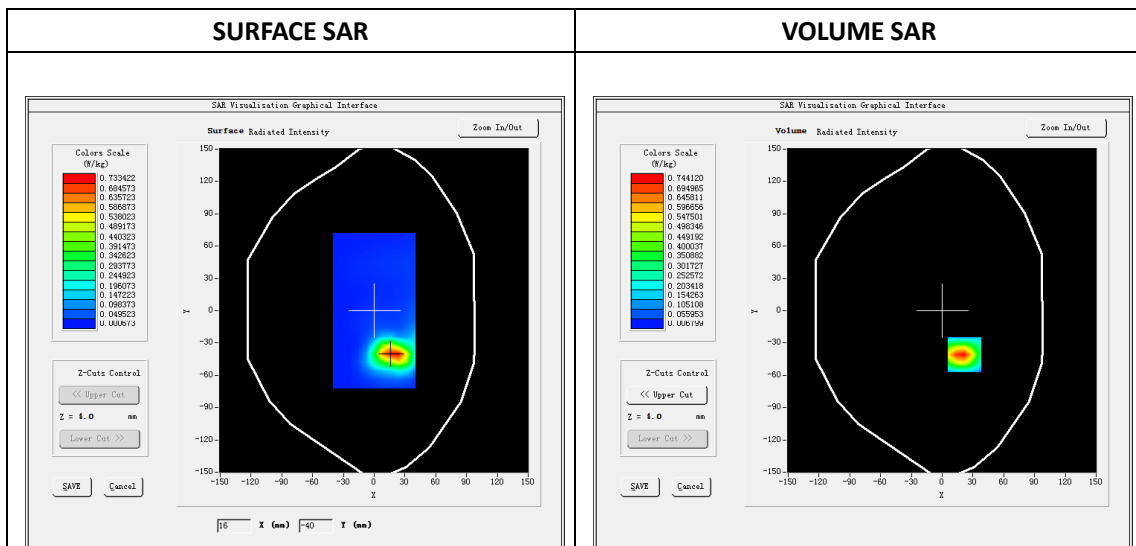 SURFACE SAR
VOLUME SAR
SAR Visualisation Graphical Interface
Surface Radiated Intensity
Zoom In/Out
Colors Scale
(W/kg)
0.733422
0.684573
0.635723
0.586873
0.538023
0.489173
0.440323
0.391473
0.342623
0.293773
0.244923
0.196073
0.147223
0.098373
0.049523
0.000673
150
120
90
60
30
0
-30
-60
-90
-120
-150
Y
-150 -120 -90 -60 -30 0 30 60 90 120 150
X
Z-Cuts Control
<< Upper Cut
Z = 4.0 mm
Lower Cut >>
SAVE
Cancel
16 X (mm) -40 Y (mm)
SAR Visualisation Graphical Interface
Volume Radiated Intensity
Zoom In/Out
Colors Scale
(W/kg)
0.744120
0.694965
0.645811
0.596656
0.547501
0.498346
0.449192
0.400037
0.350882
0.301727
0.252572
0.203418
0.154263
0.105108
0.055953
0.006799
150
120
90
60
30
0
-30
-60
-90
-120
-150
Y
-150 -120 -90 -60 -30 0 30 60 90 120 150
X
Z-Cuts Control
<< Upper Cut
Z = 4.0 mm
Lower Cut >>
SAVE
Cancel